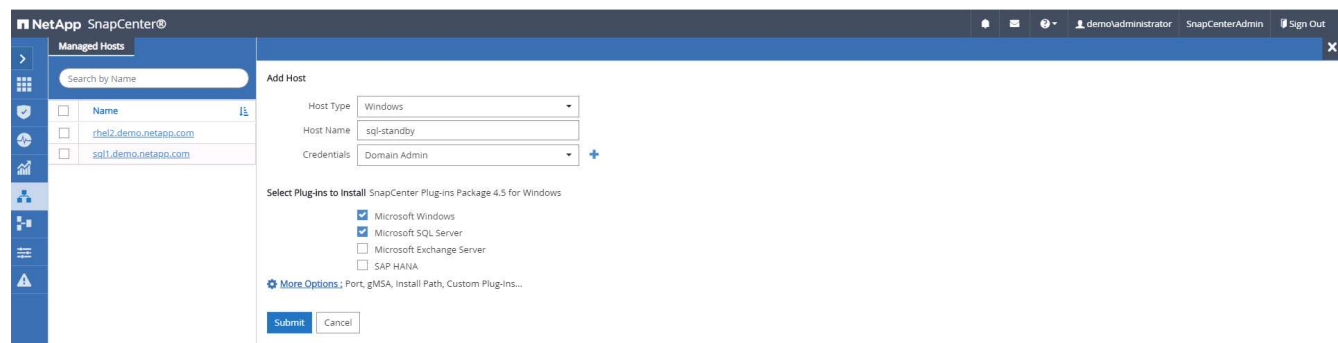 NetApp SnapCenter®
demo\administrator SnapCenterAdmin Sign Out
Managed Hosts
Search by Name
Name
rhel2.demo.netapp.com
sql1.demo.netapp.com
Add Host
Host Type Windows
Host Name sql-standby
Credentials Domain Admin
Select Plug-ins to Install SnapCenter Plug-ins Package 4.5 for Windows
Microsoft Windows
Microsoft SQL Server
Microsoft Exchange Server
SAP HANA
More Options : Port, gMSA, Install Path, Custom Plug-Ins...
Submit Cancel